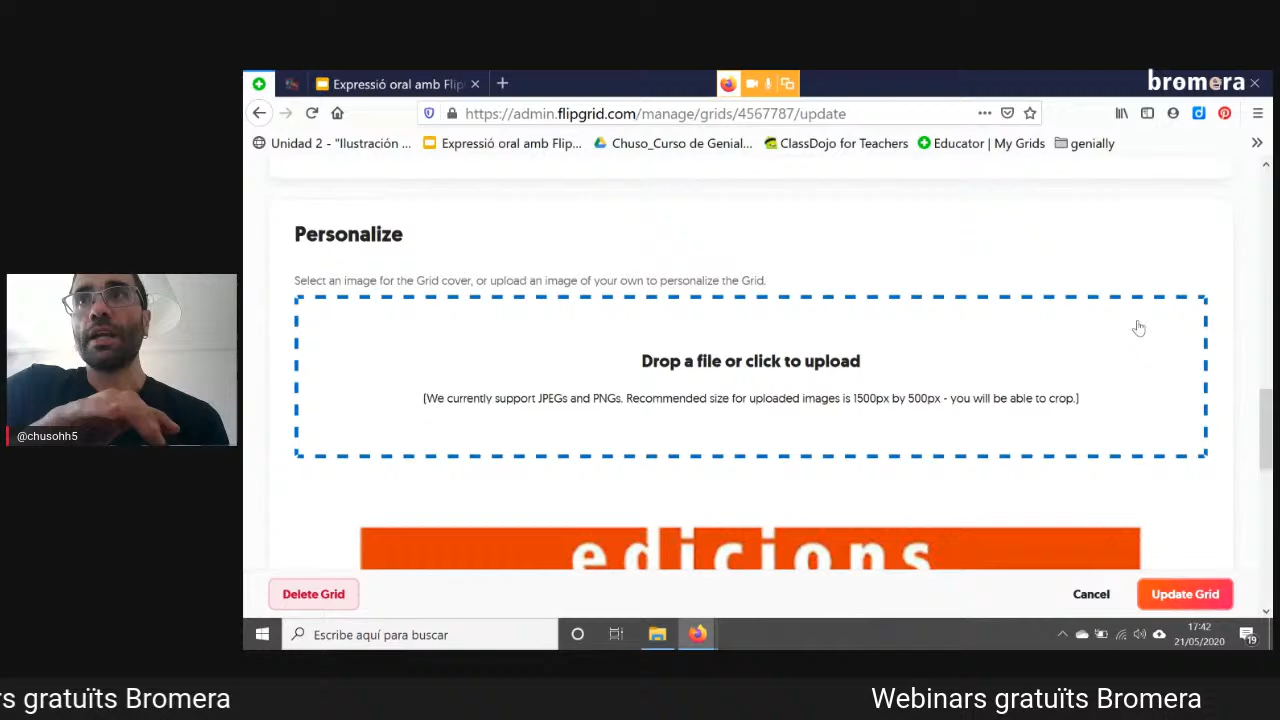 Expressió oral amb Flip
bromera
https://admin.flipgrid.com/manage/grids/4567787/update
Unidad 2 - "Ilustración ...
Expressió oral amb Flip...
Chuso_Curso de Genial...
ClassDojo for Teachers
Educator | My Grids
genially
Personalize
Select an image for the Grid cover, or upload an image of your own to personalize the Grid.
Drop a file or click to upload
(We currently support JPEGs and PNGs. Recommended size for uploaded images is 1500px by 500px - you will be able to crop.)
@chusohh5
edicions
Delete Grid
Cancel
Update Grid
Escribe aquí para buscar
17:42
21/05/2020
19
rs gratuïts Bromera
Webinars gratuïts Bromera